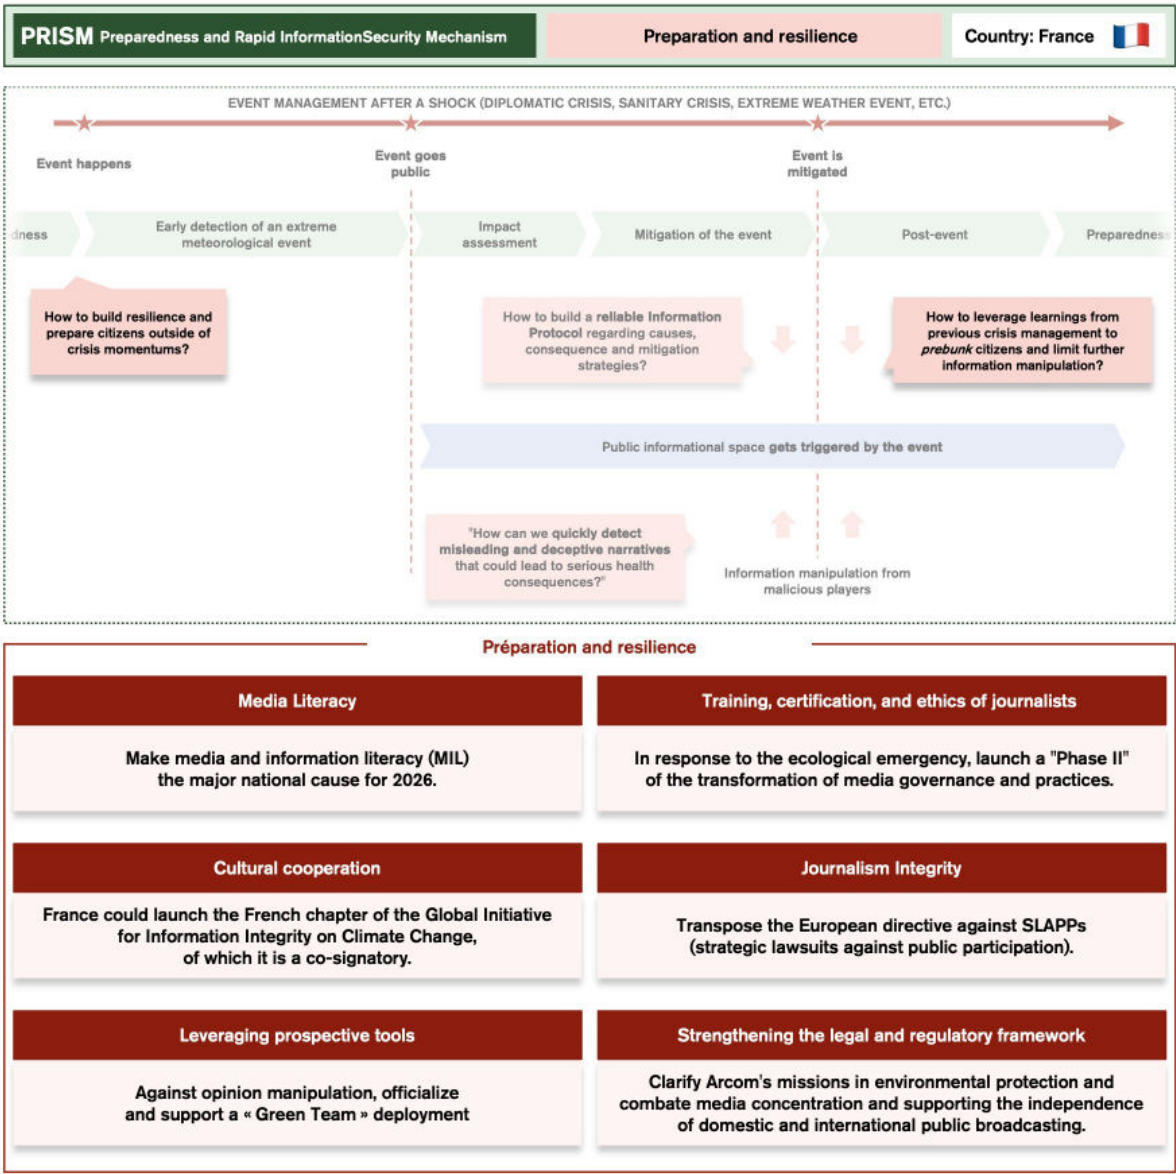 PRISM Preparedness and Rapid InformationSecurity Mechanism
Preparation and resilience
Country: France
EVENT MANAGEMENT AFTER A SHOCK (DIPLOMATIC CRISIS, SANITARY CRISIS, EXTREME WEATHER EVENT, ETC.)
Event happens
Event goes
public
Event is
mitigated
dness
Early detection of an extreme
meteorological event
Impact
assessment
Mitigation of the event
Post-event
Preparedness
How to build resilience and
prepare citizens outside of
crisis momentums?
How to build a reliable Information
Protocol regarding causes,
consequence and mitigation
strategies?
How to leverage learnings from
previous crisis management to
prebunk citizens and limit further
information manipulation?
Public informational space gets triggered by the event
"How can we quickly detect
misleading and deceptive narratives
that could lead to serious health
consequences?"
Information manipulation from
malicious players
Préparation and resilience
Media Literacy
Make media and information literacy (MIL)
the major national cause for 2026.
Training, certification, and ethics of journalists
In response to the ecological emergency, launch a "Phase II"
of the transformation of media governance and practices.
Cultural cooperation
France could launch the French chapter of the Global Initiative
for Information Integrity on Climate Change,
of which it is a co-signatory.
Journalism Integrity
Transpose the European directive against SLAPPs
(strategic lawsuits against public participation).
Leveraging prospective tools
Against opinion manipulation, officialize
and support a « Green Team » deployment
Strengthening the legal and regulatory framework
Clarify Arcom's missions in environmental protection and
combate media concentration and supporting the independence
of domestic and international public broadcasting.